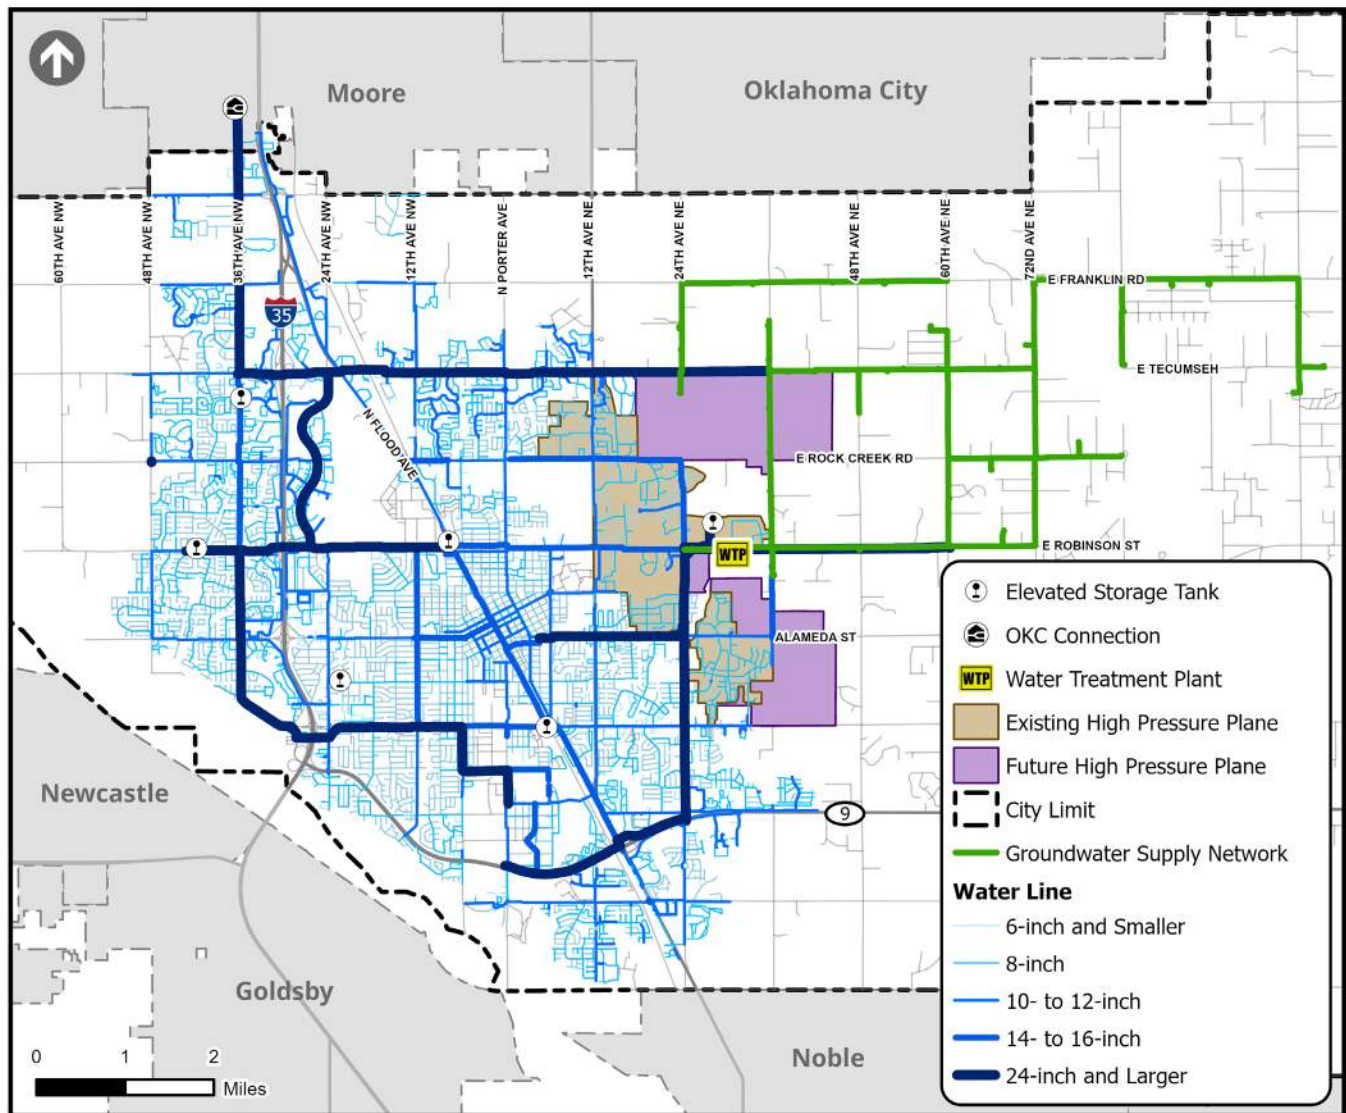 Moore
Oklahoma City
60TH AVE NW
48TH AVE NW
36TH AVE NW
24TH AVE NW
12TH AVE NW
N PORTER AVE
12TH AVE NE
24TH AVE NE
48TH AVE NE
60TH AVE NE
72ND AVE NE
E FRANKLIN RD
35
E TECUMSEH
N FLOOD AVE
E ROCK CREEK RD
E ROBINSON ST
WTP
ALAMEDA ST
Newcastle
9
Goldsby
Noble
0 1 2
Miles
Elevated Storage Tank
OKC Connection
WTP Water Treatment Plant
Existing High Pressure Plane
Future High Pressure Plane
City Limit
Groundwater Supply Network
Water Line
6-inch and Smaller
8-inch
10- to 12-inch
14- to 16-inch
24-inch and Larger